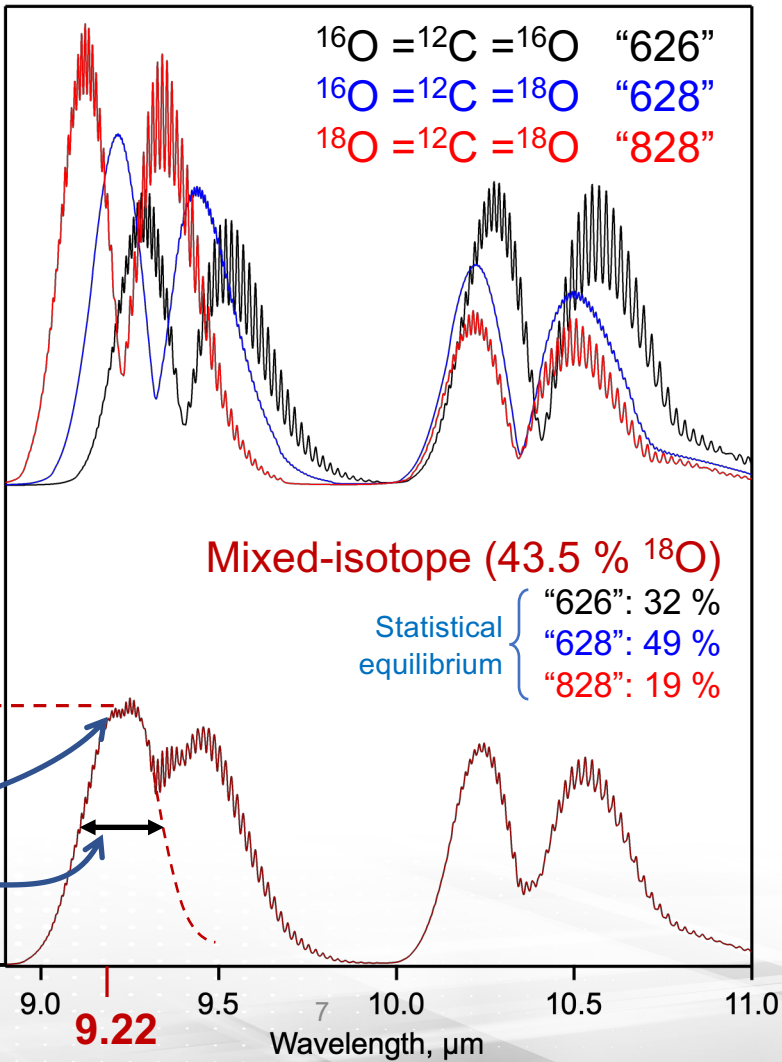 ¹⁶O =¹²C =¹⁶O “626”
¹⁶O =¹²C =¹⁸O “628”
¹⁸O =¹²C =¹⁸O “828”
Mixed-isotope (43.5 % ¹⁸O)
Statistical
equilibrium
“626”: 32 %
“628”: 49 %
“828”: 19 %
9.0 9.5 10.0 10.5 11.0
9.22
7
Wavelength, µm